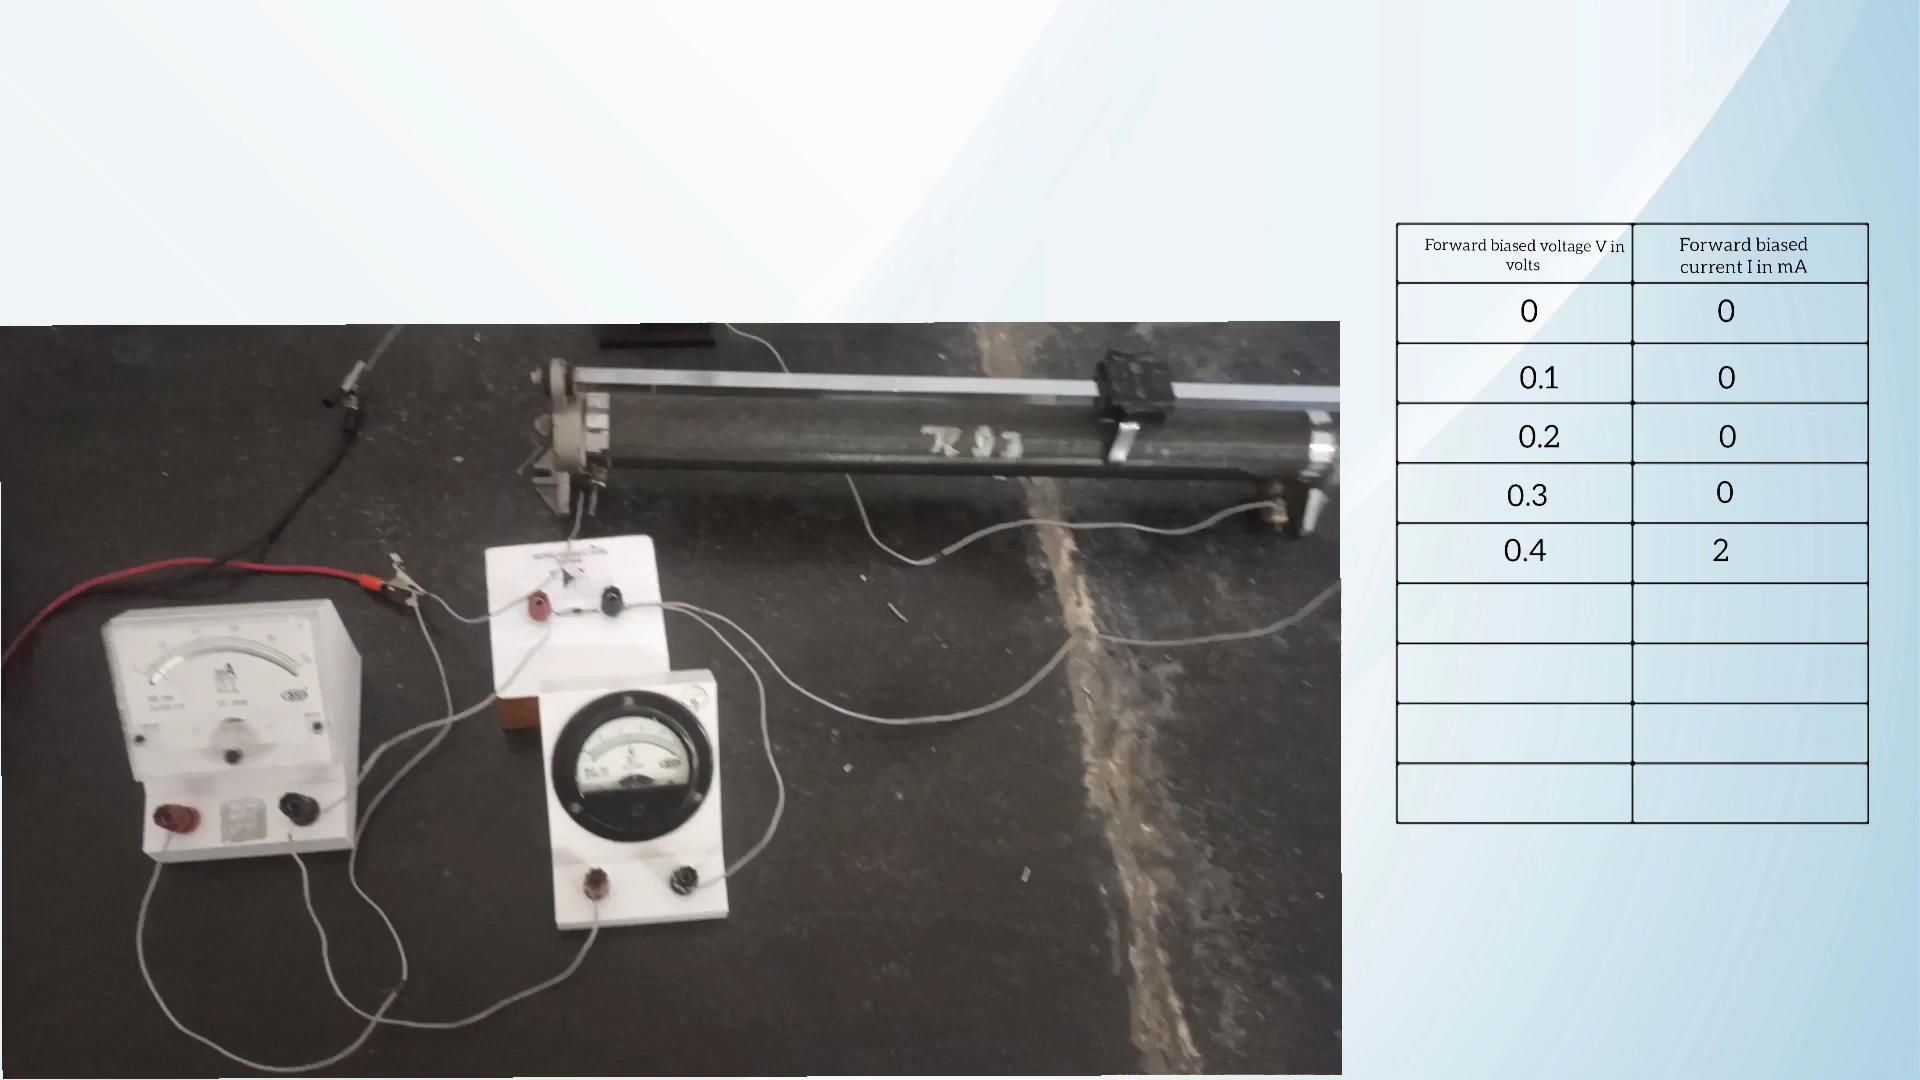 Forward biased voltage V in
volts
Forward biased
current I in mA
0
0
0.1
0
0.2
0
0.3
0
0.4
2
mA